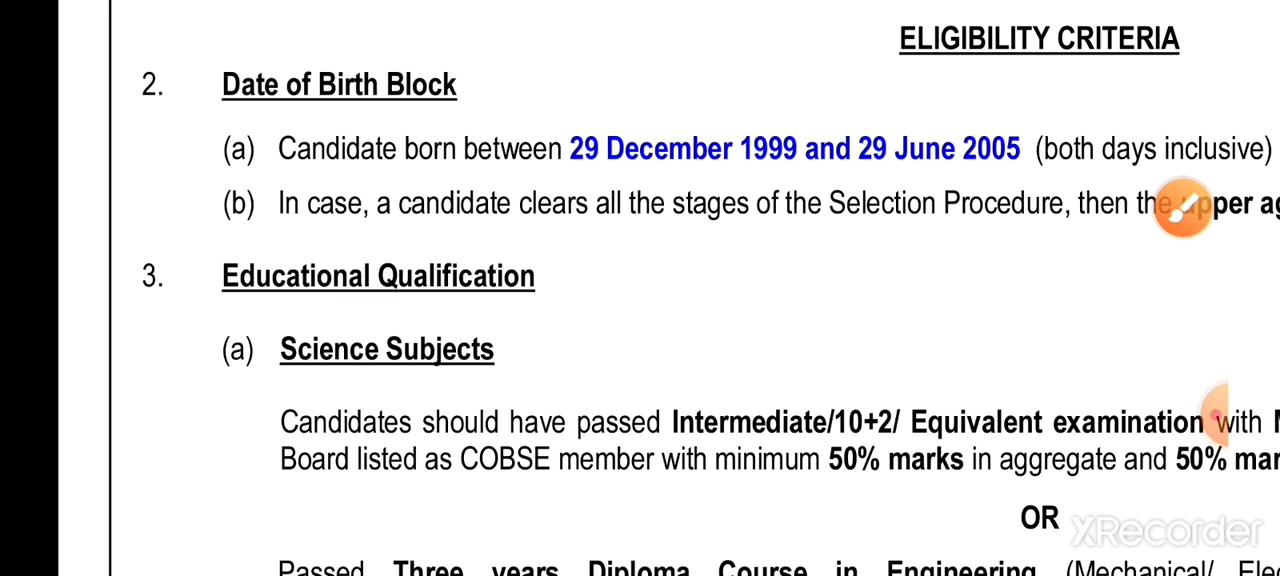 ELIGIBILITY CRITERIA
2. Date of Birth Block
(a) Candidate born between 29 December 1999 and 29 June 2005 (both days inclusive)
(b) In case, a candidate clears all the stages of the Selection Procedure, then the upper
3. Educational Qualification
(a) Science Subjects
Candidates should have passed Intermediate/10+2/ Equivalent examination with
Board listed as COBSE member with minimum 50% marks in aggregate and 50%
OR
XRecorder
Passed Three years Diploma Course in Engineering (Mechanical/